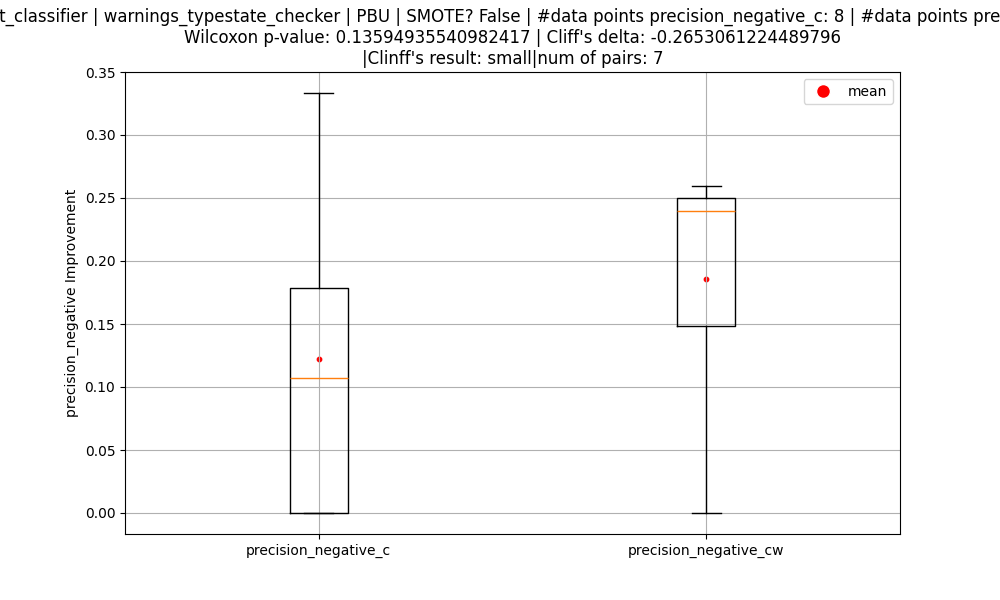 t_classifier | warnings_typestate_checker | PBU | SMOTE? False | #data points precision_negative_c: 8 | #data points pre
Wilcoxon p-value: 0.13594935540982417 | Cliff's delta: -0.2653061224489796
|Clinff's result: small|num of pairs: 7
mean
0.35
0.30
0.25
0.20
0.15
0.10
0.05
0.00
precision_negative Improvement
precision_negative_c
precision_negative_cw